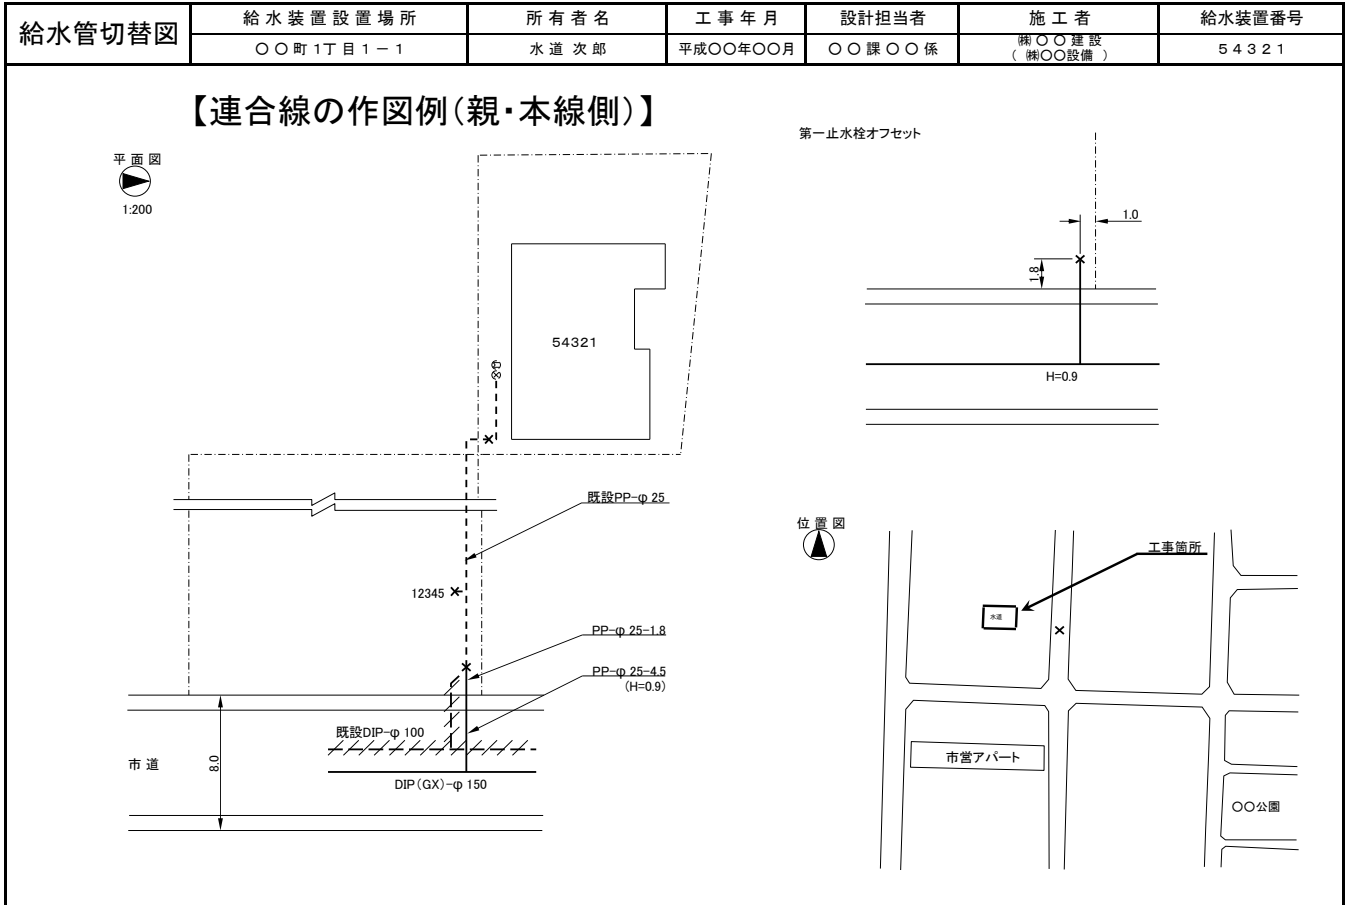 給水管切替図
給水装置設置場所
所有者名
工事年月
設計担当者
施工者
給水装置番号
〇〇町1丁目1－1
水道 次郎
平成〇〇年〇〇月
〇〇課〇〇係
㈱〇〇建設
（㈱〇〇設備）
54321
【連合線の作図例(親・本線側)】
平面図
1:200
54321
既設PP-φ25
12345
PP-φ25-1.8
PP-φ25-4.5
(H=0.9)
既設DIP-φ100
市道
8.0
DIP(GX)-φ150
第一止水栓オフセット
1.0
1.8
H=0.9
位置図
工事箇所
水道
市営アパート
〇〇公園